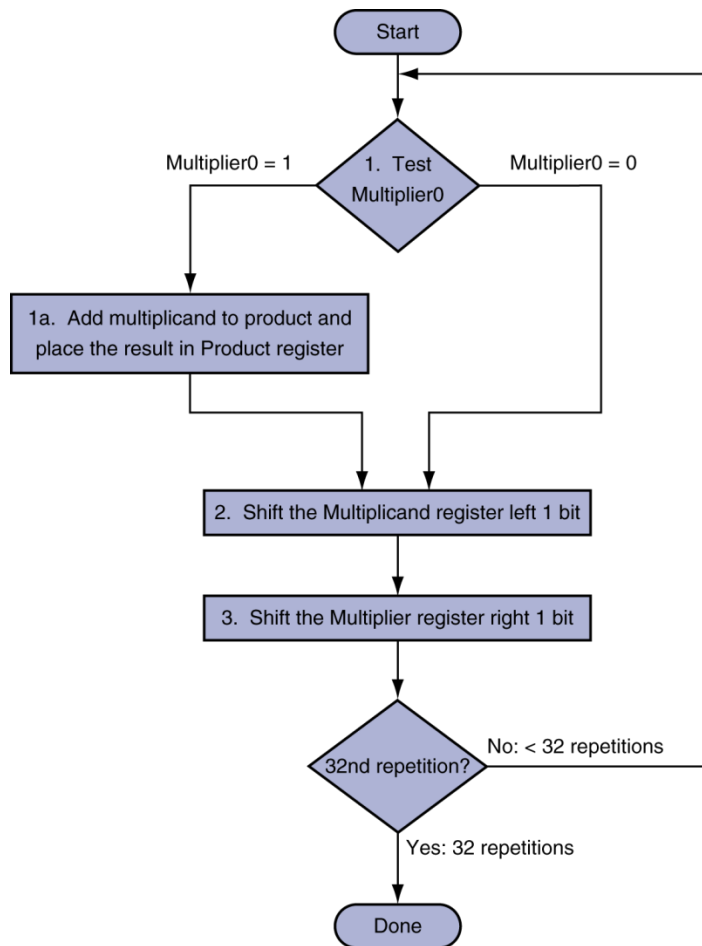 Start
Multiplier0 = 1
1. Test
Multiplier0
Multiplier0 = 0
1a. Add multiplicand to product and
place the result in Product register
2. Shift the Multiplicand register left 1 bit
3. Shift the Multiplier register right 1 bit
32nd repetition?
No: < 32 repetitions
Yes: 32 repetitions
Done